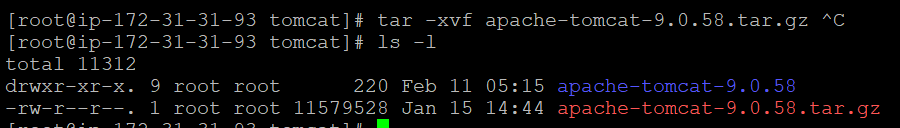 [root@ip-172-31-31-93 tomcat]# tar -xvf apache-tomcat-9.0.58.tar.gz ^C
[root@ip-172-31-31-93 tomcat]# ls -l
total 11312
drwxr-xr-x. 9 root root      220 Feb 11 05:15 apache-tomcat-9.0.58
-rw-r--r--. 1 root root 11579528 Jan 15 14:44 apache-tomcat-9.0.58.tar.gz
[root@ip-172-31-31-93 tomcat]#